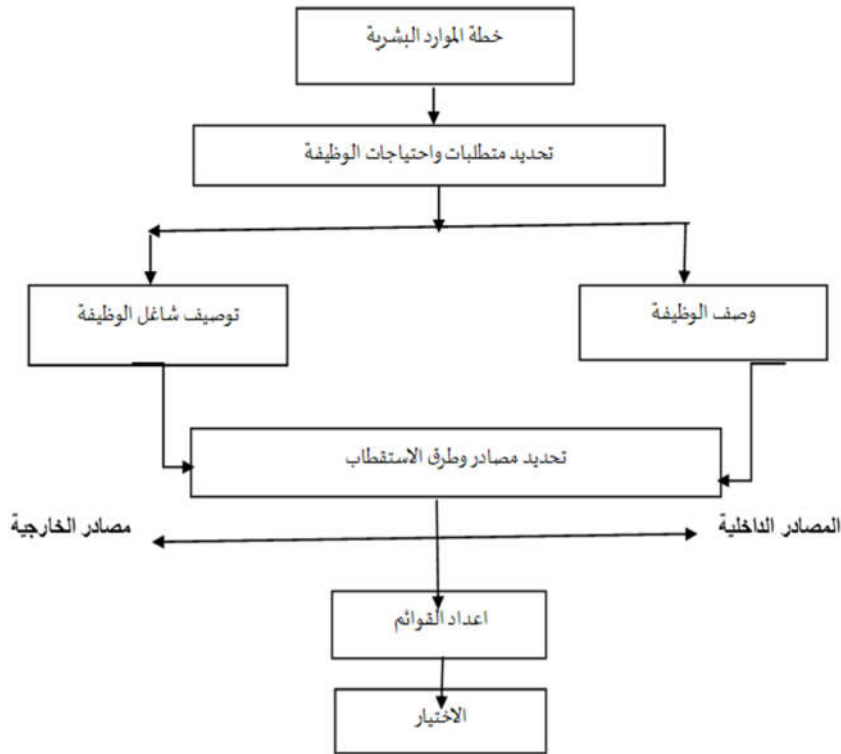 خطة الموارد البشرية
تحديد متطلبات واحتياجات الوظيفة
وصف الوظيفة
توصيف شاغل الوظيفة
تحديد مصادر وطرق الاستقطاب
المصادر الداخلية
مصادر الخارجية
اعداد القوائم
الاختيار